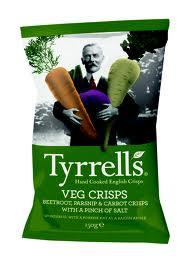 Tyrrells
Hand Cooked English Crisps
VEG CRISPS
BEETROOT, PARSNIP & CARROT CRISPS
WITH A PINCH OF SALT
150g e